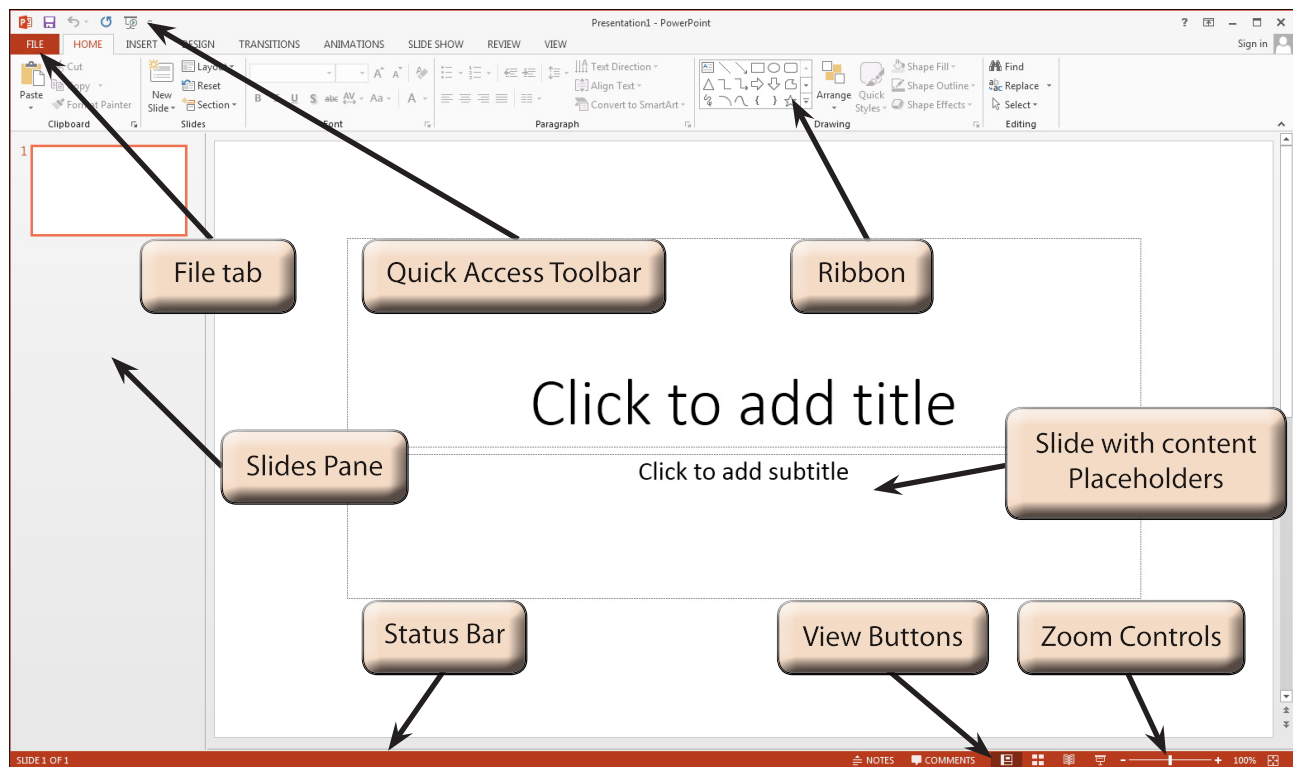 Presentation1 - PowerPoint
?
Sign in
FILE HOME INSERT DESIGN TRANSITIONS ANIMATIONS SLIDE SHOW REVIEW VIEW
Paste
Cut
Copy
Format Painter
Clipboard
New
Slide
Layout
Reset
Section
Slides
A A
B I U S abc AV Aa A
Font
Text Direction
Align Text
Convert to SmartArt
Paragraph
Arrange
Quick
Styles
Shape Fill
Shape Outline
Shape Effects
Drawing
Find
Replace
Select
Editing
1
File tab
Quick Access Toolbar
Ribbon
Click to add title
Slides Pane
Click to add subtitle
Slide with content
Placeholders
Status Bar
View Buttons
Zoom Controls
SLIDE 1 OF 1
NOTES COMMENTS
- + 100%